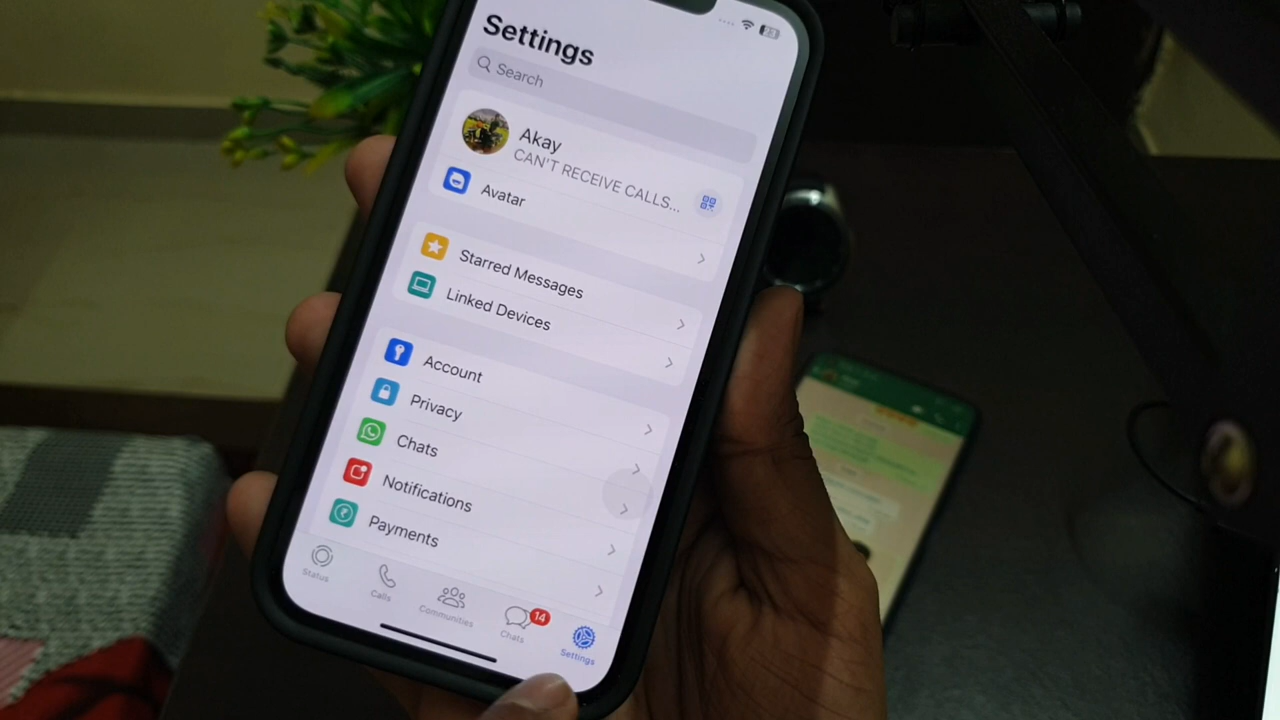 Settings
Search
Akay
CAN'T RECEIVE CALLS...
Avatar
Starred Messages
Linked Devices
Account
Privacy
Chats
Notifications
Payments
Status
Calls
Communities
Chats
14
Settings